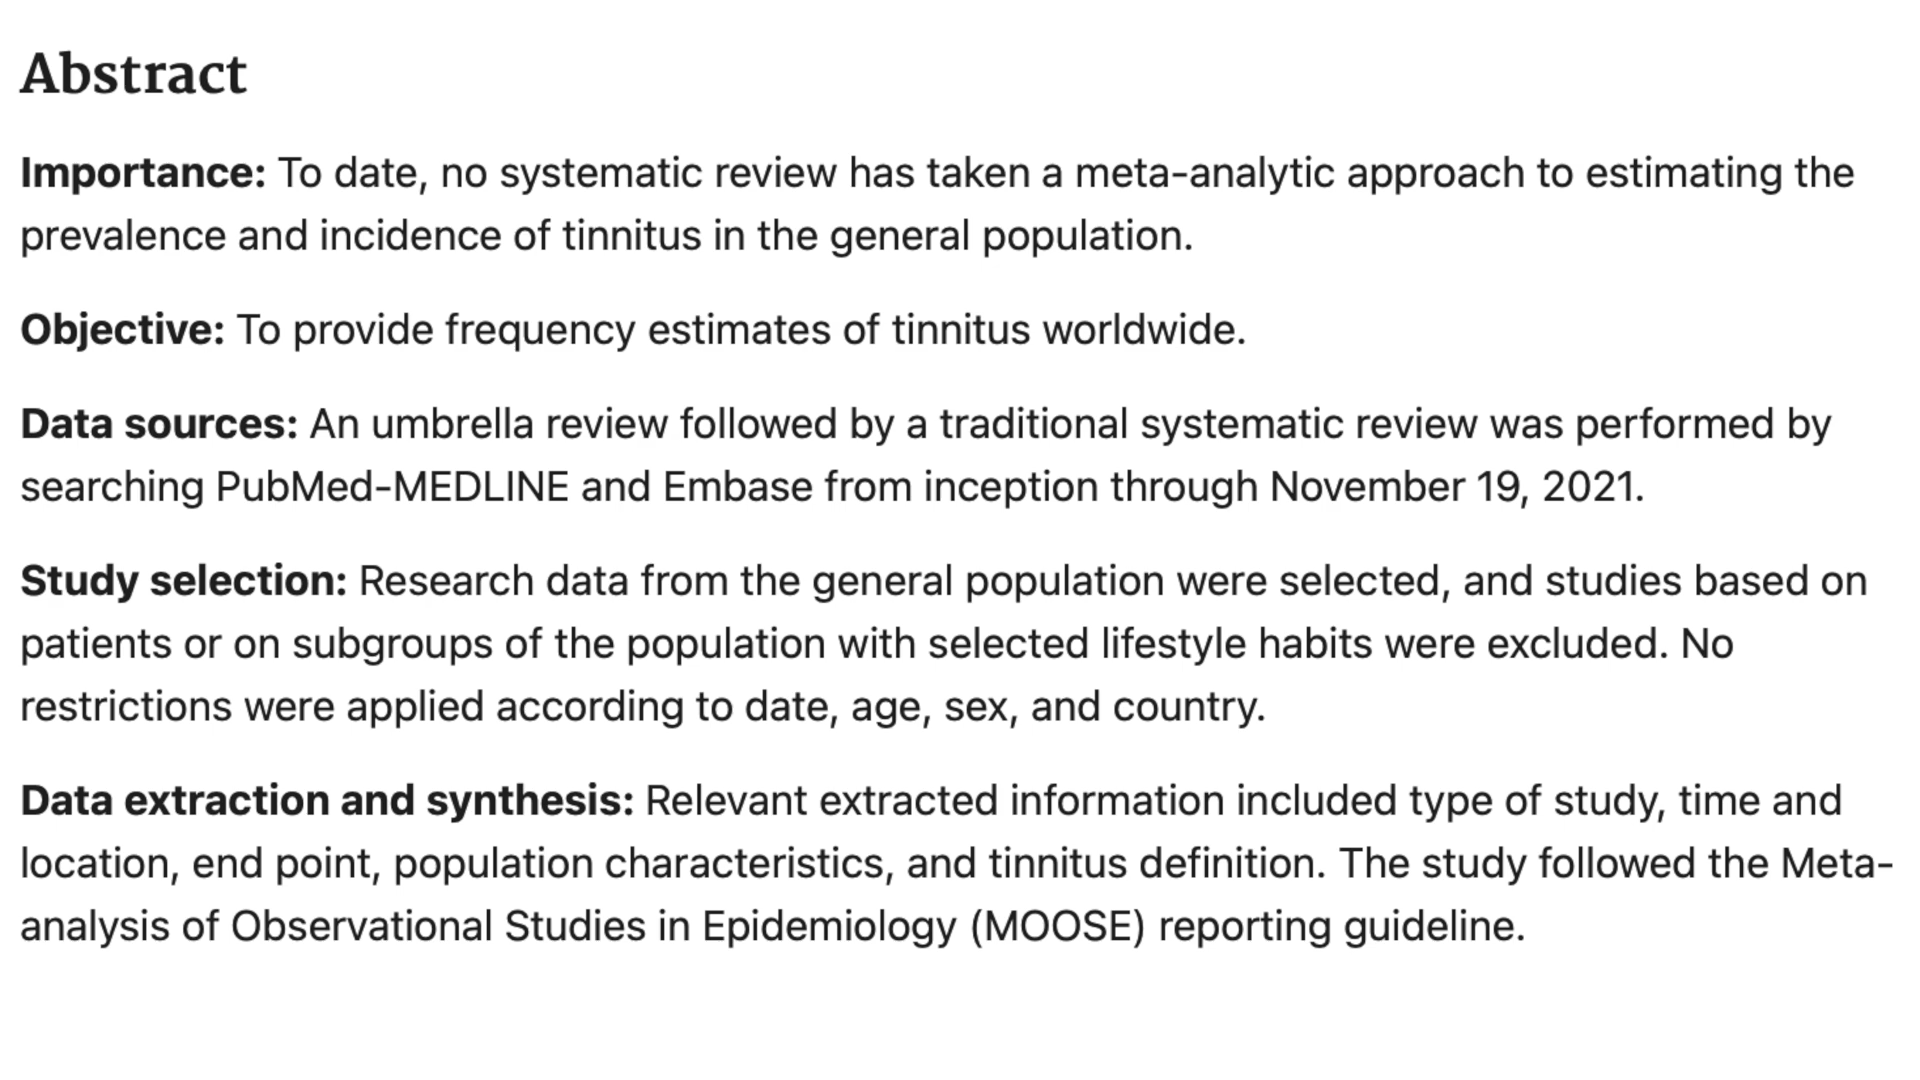 Abstract
Importance: To date, no systematic review has taken a meta-analytic approach to estimating the
prevalence and incidence of tinnitus in the general population.
Objective: To provide frequency estimates of tinnitus worldwide.
Data sources: An umbrella review followed by a traditional systematic review was performed by
searching PubMed-MEDLINE and Embase from inception through November 19, 2021.
Study selection: Research data from the general population were selected, and studies based on
patients or on subgroups of the population with selected lifestyle habits were excluded. No
restrictions were applied according to date, age, sex, and country.
Data extraction and synthesis: Relevant extracted information included type of study, time and
location, end point, population characteristics, and tinnitus definition. The study followed the Meta-
analysis of Observational Studies in Epidemiology (MOOSE) reporting guideline.